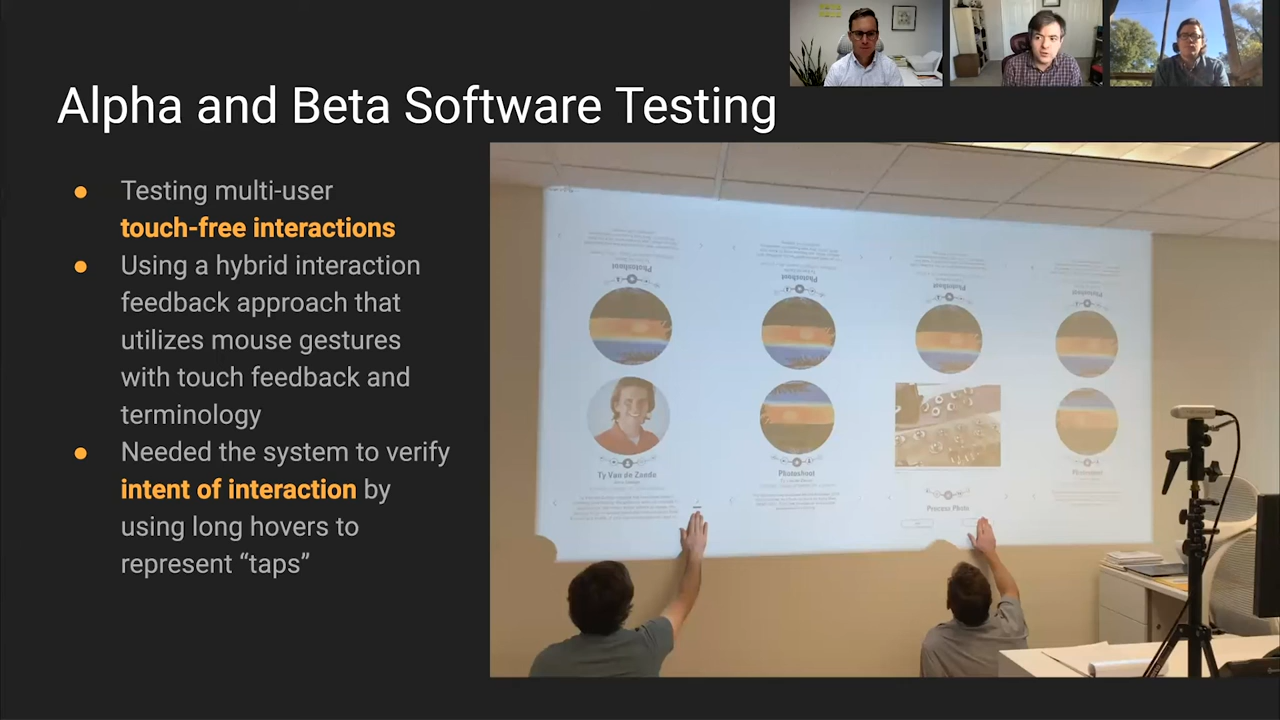 Alpha and Beta Software Testing
Testing multi-user
touch-free interactions
Using a hybrid interaction
feedback approach that
utilizes mouse gestures
with touch feedback and
terminology
Needed the system to verify
intent of interaction by
using long hovers to
represent “taps”
Photoshoot
Photoshoot
Photoshoot
Photoshoot
Ty Van de Zande
Photoshoot
Process Photo
Photoshoot